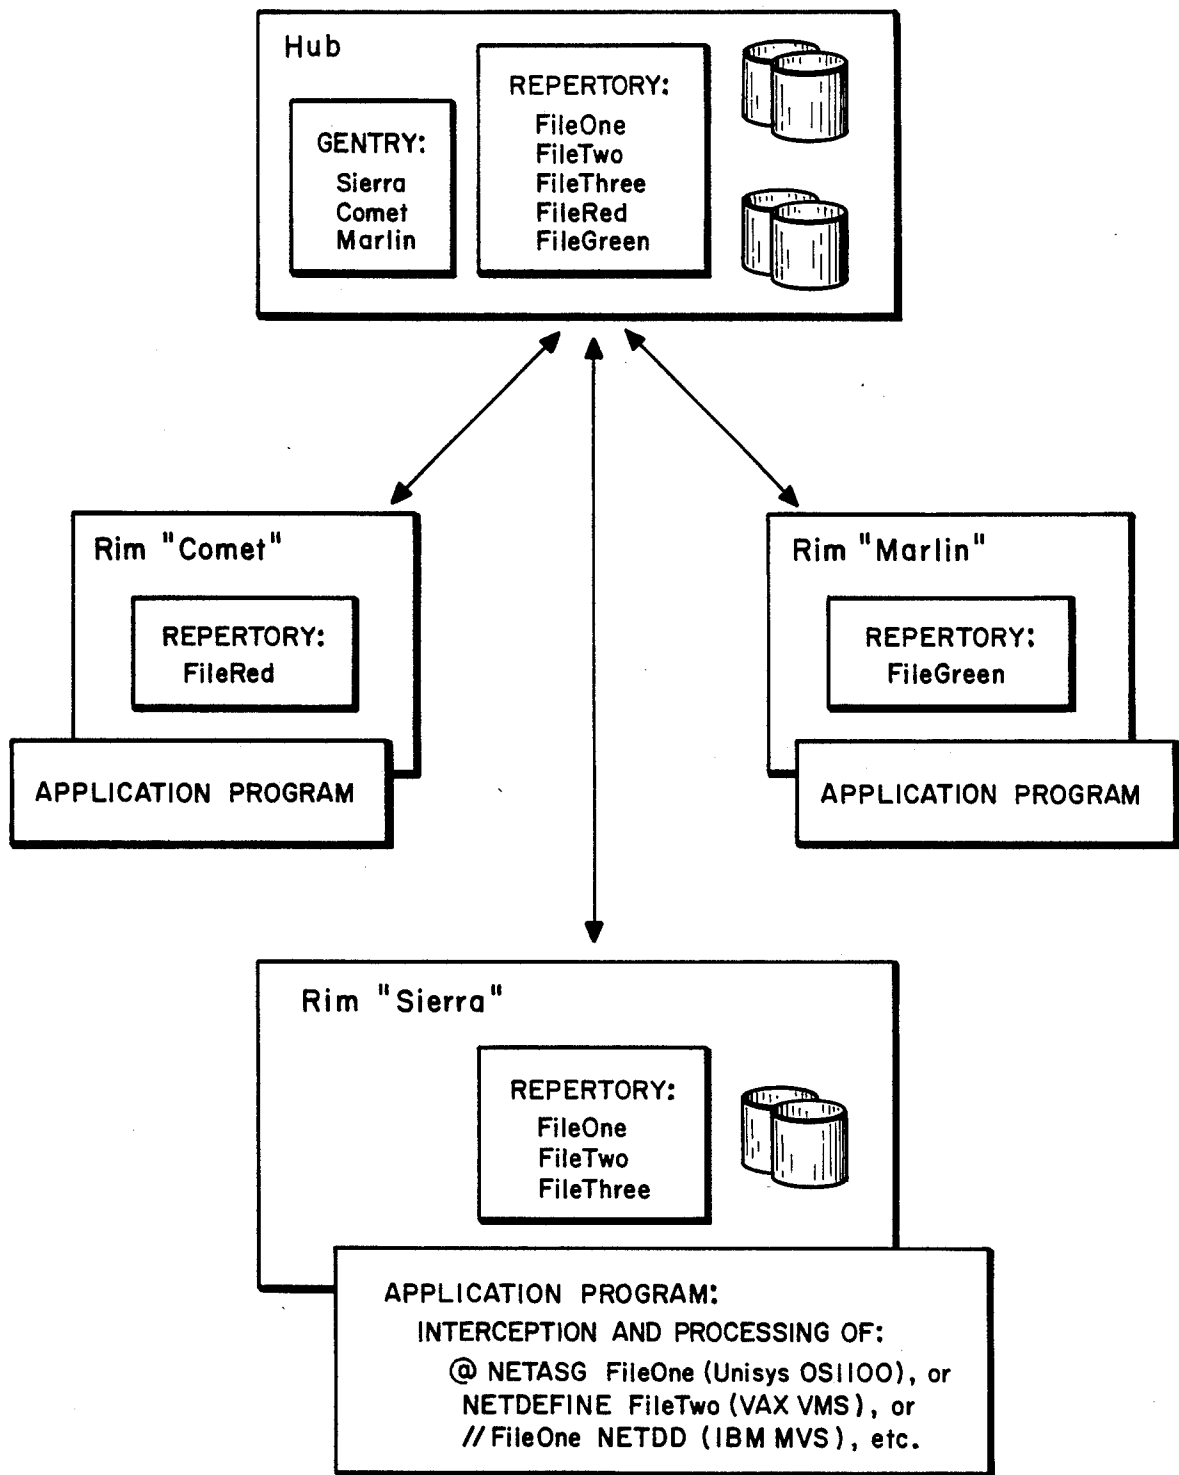 Hub
GENTRY:
Sierra
Comet
Marlin
REPERTORY:
FileOne
FileTwo
FileThree
FileRed
FileGreen
Rim "Comet"
REPERTORY:
FileRed
APPLICATION PROGRAM
Rim "Marlin"
REPERTORY:
FileGreen
APPLICATION PROGRAM
Rim "Sierra"
REPERTORY:
FileOne
FileTwo
FileThree
APPLICATION PROGRAM:
INTERCEPTION AND PROCESSING OF:
@ NETASG FileOne (Unisys OS1100), or
NETDEFINE FileTwo (VAX VMS), or
// FileOne NETDD (IBM MVS), etc.